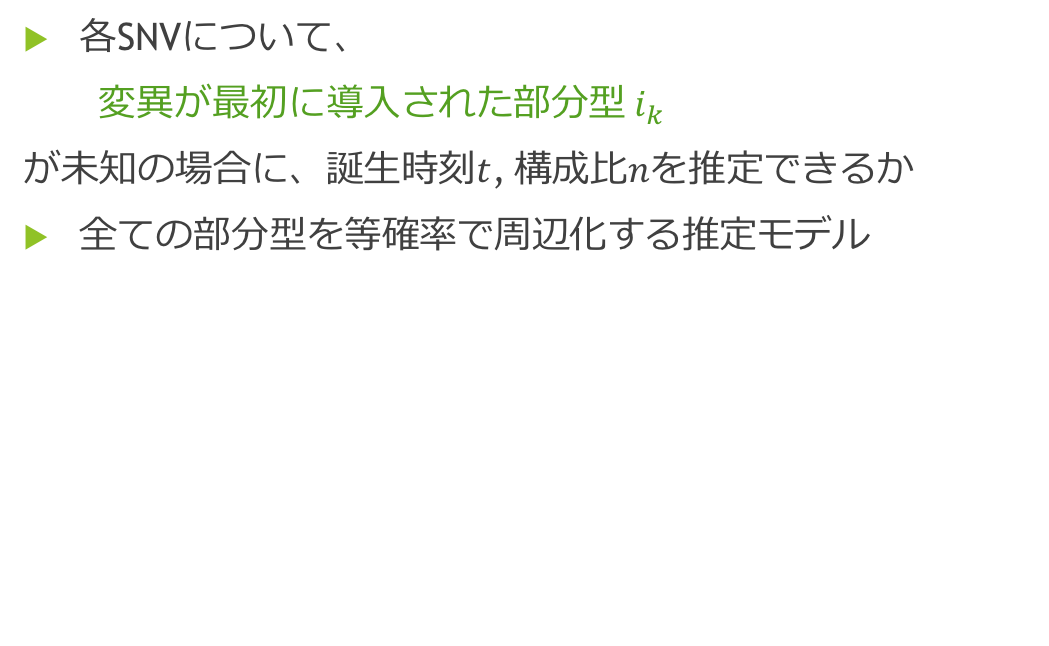 ▶ 各SNVについて、
変異が最初に導入された部分型 i_k
が未知の場合に、誕生時刻t, 構成比nを推定できるか
▶ 全ての部分型を等確率で周辺化する推定モデル